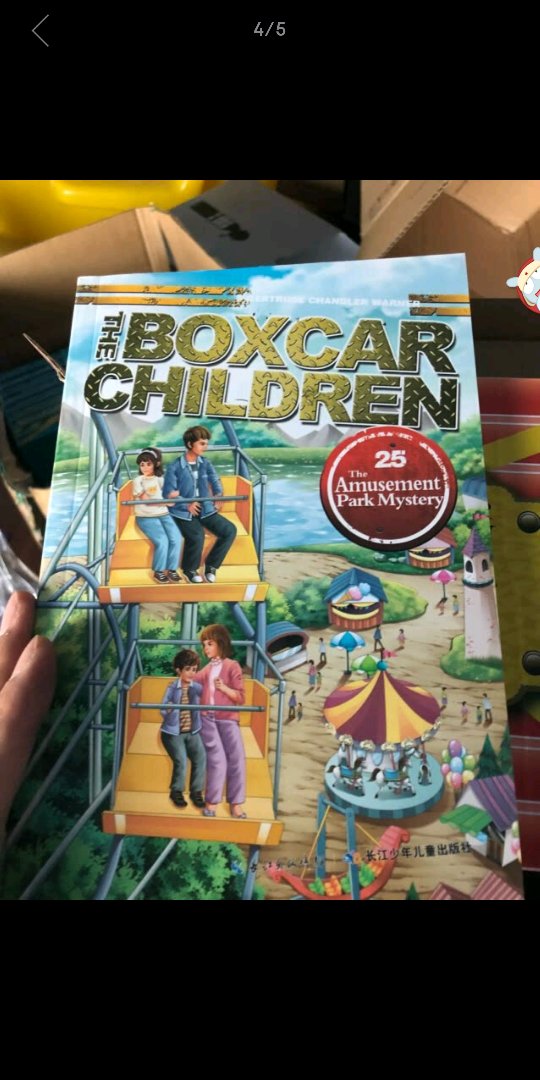 4/5
GERTRUDE CHANDLER WARNER
THE BOXCAR
CHILDREN
25
The
Amusement
Park Mystery
长江少年儿童出版社